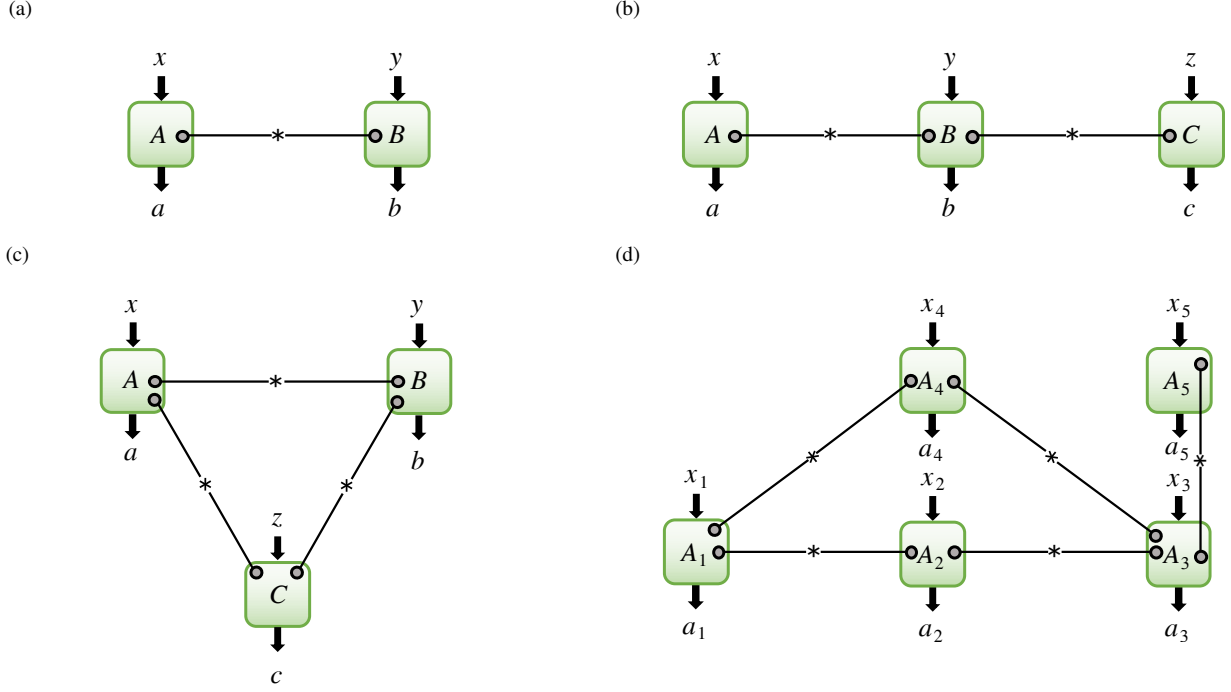 (a)
x y
A * B
a b
(b)
x y z
A * B * C
a b c
(c)
x y
A * B
a b
* *
z
C
c
(d)
x₄ x₅
A₄ A₅
a₄ a₅
* * *
x₁ x₂ x₃
A₁ * A₂ * A₃
a₁ a₂ a₃